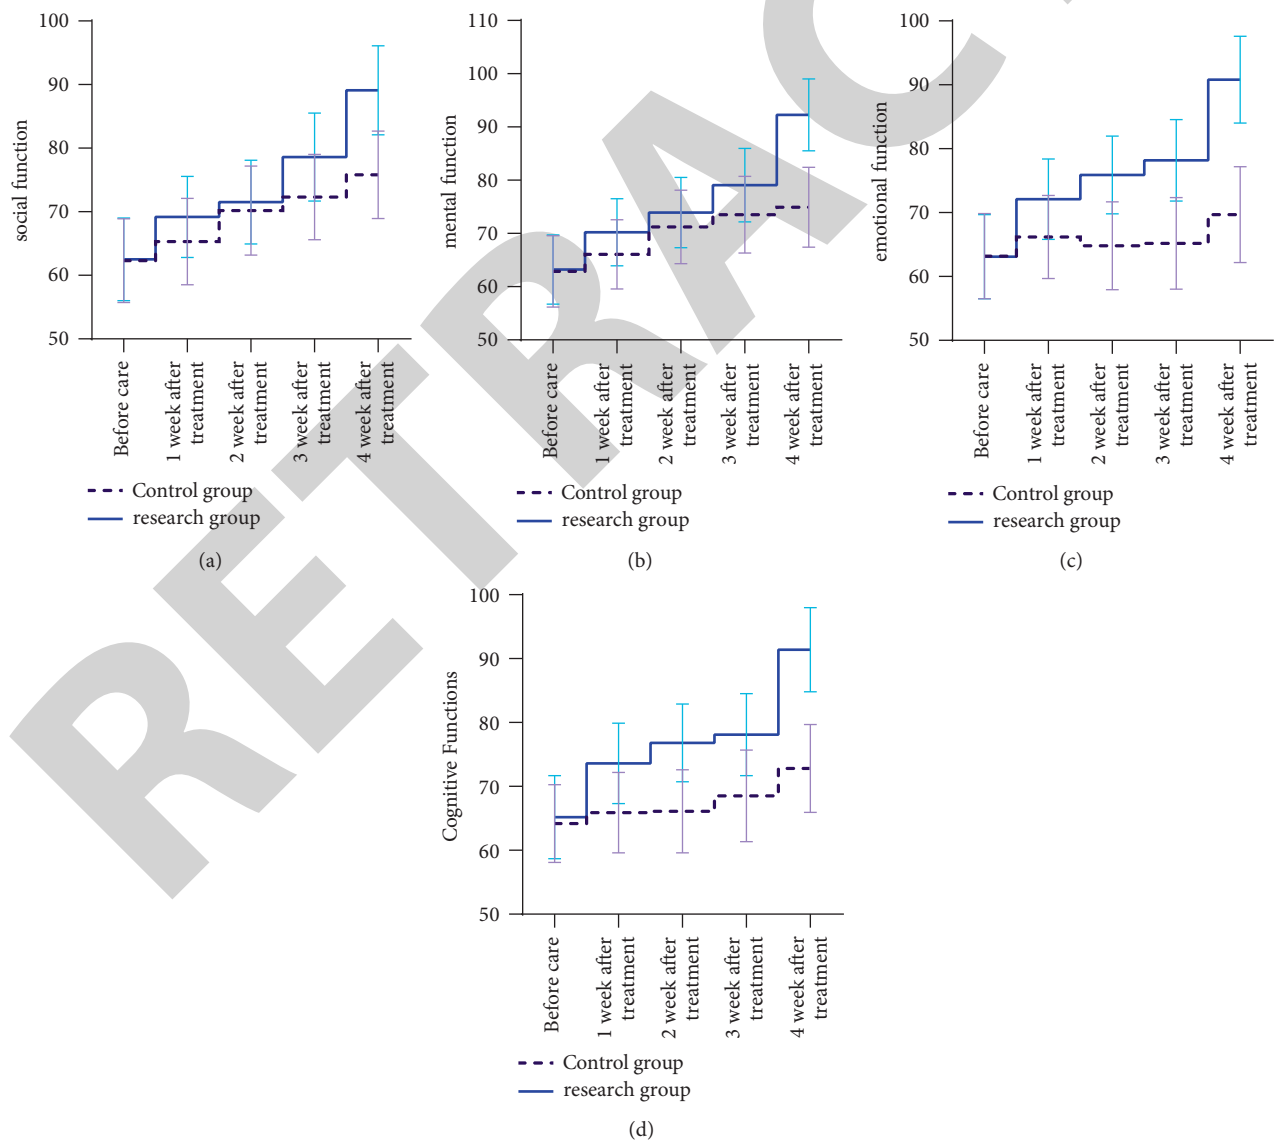 100
90
80
70
60
50
social function
Before care
1 week after
treatment
2 week after
treatment
3 week after
treatment
4 week after
treatment
Control group
research group
(a)
110
100
90
80
70
60
50
mental function
Before care
1 week after
treatment
2 week after
treatment
3 week after
treatment
4 week after
treatment
Control group
research group
(b)
100
90
80
70
60
50
emotional function
Before care
1 week after
treatment
2 week after
treatment
3 week after
treatment
4 week after
treatment
Control group
research group
(c)
100
90
80
70
60
50
Cognitive Functions
Before care
1 week after
treatment
2 week after
treatment
3 week after
treatment
4 week after
treatment
Control group
research group
(d)
RETRAC